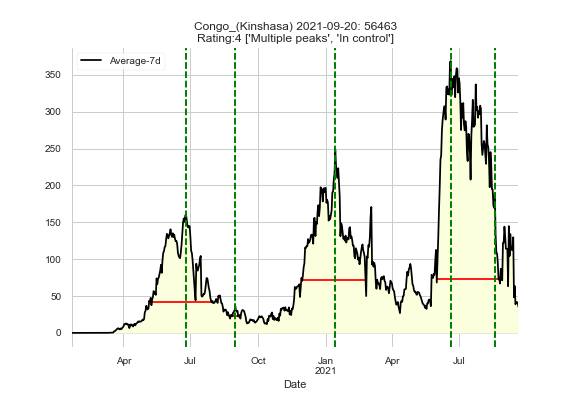 Congo_(Kinshasa) 2021-09-20: 56463
Rating:4 ['Multiple peaks', 'In control']
Average-7d
350
300
250
200
150
100
50
0
Apr Jul Oct Jan Apr Jul
2021
Date